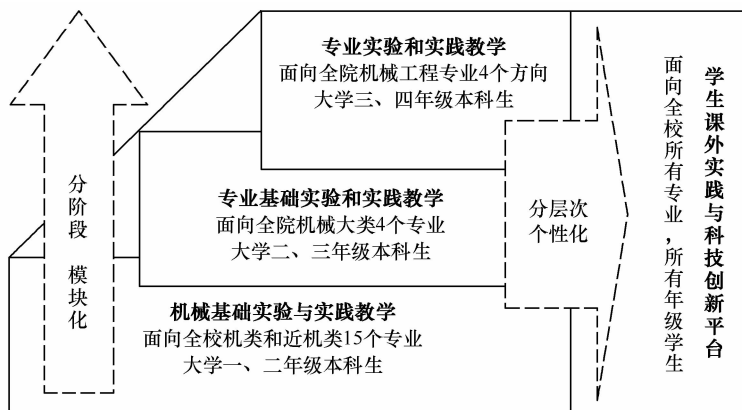 专业实验和实践教学
面向全院机械工程专业4个方向
大学三、四年级本科生
专业基础实验和实践教学
面向全院机械大类4个专业
大学二、三年级本科生
机械基础实验与实践教学
面向全校机类和近机类15个专业
大学一、二年级本科生
分阶段 模块化
分层次
个性化
学生课外实践与科技创新平台
面向全校所有专业，所有年级学生